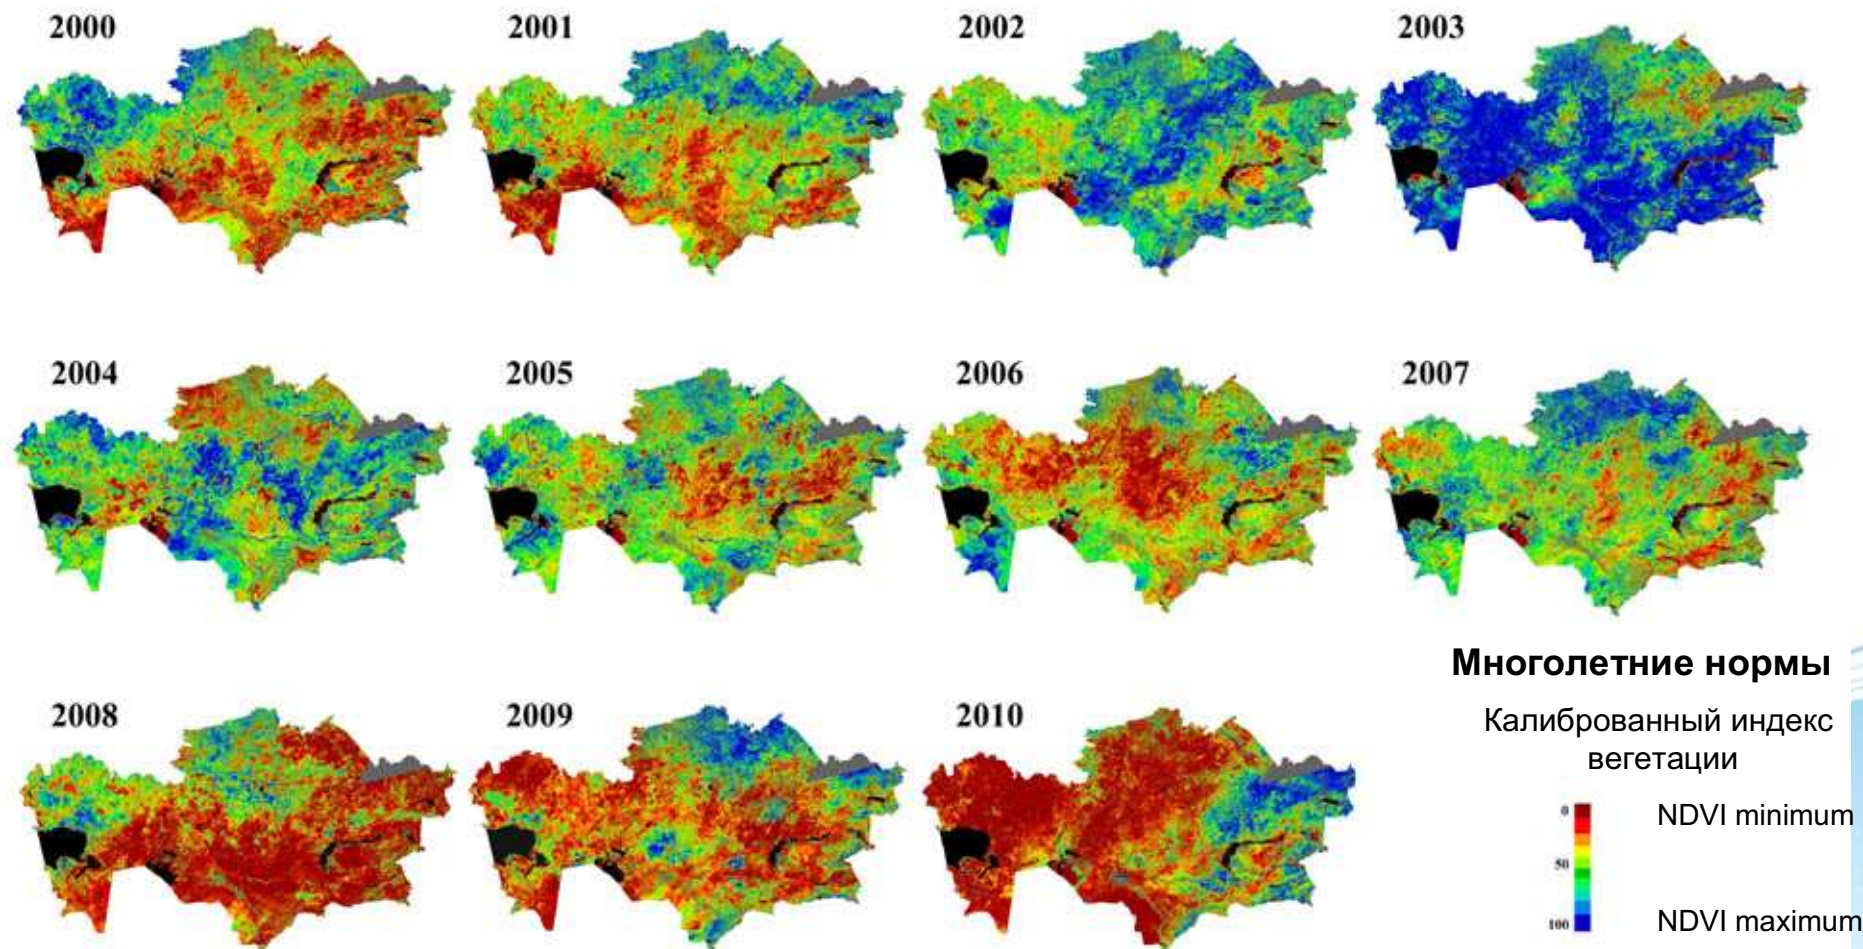 2000
2001
2002
2003
2004
2005
2006
2007
2008
2009
2010
Многолетние нормы
Калиброванный индекс
вегетации
0
NDVI minimum
50
100
NDVI maximum